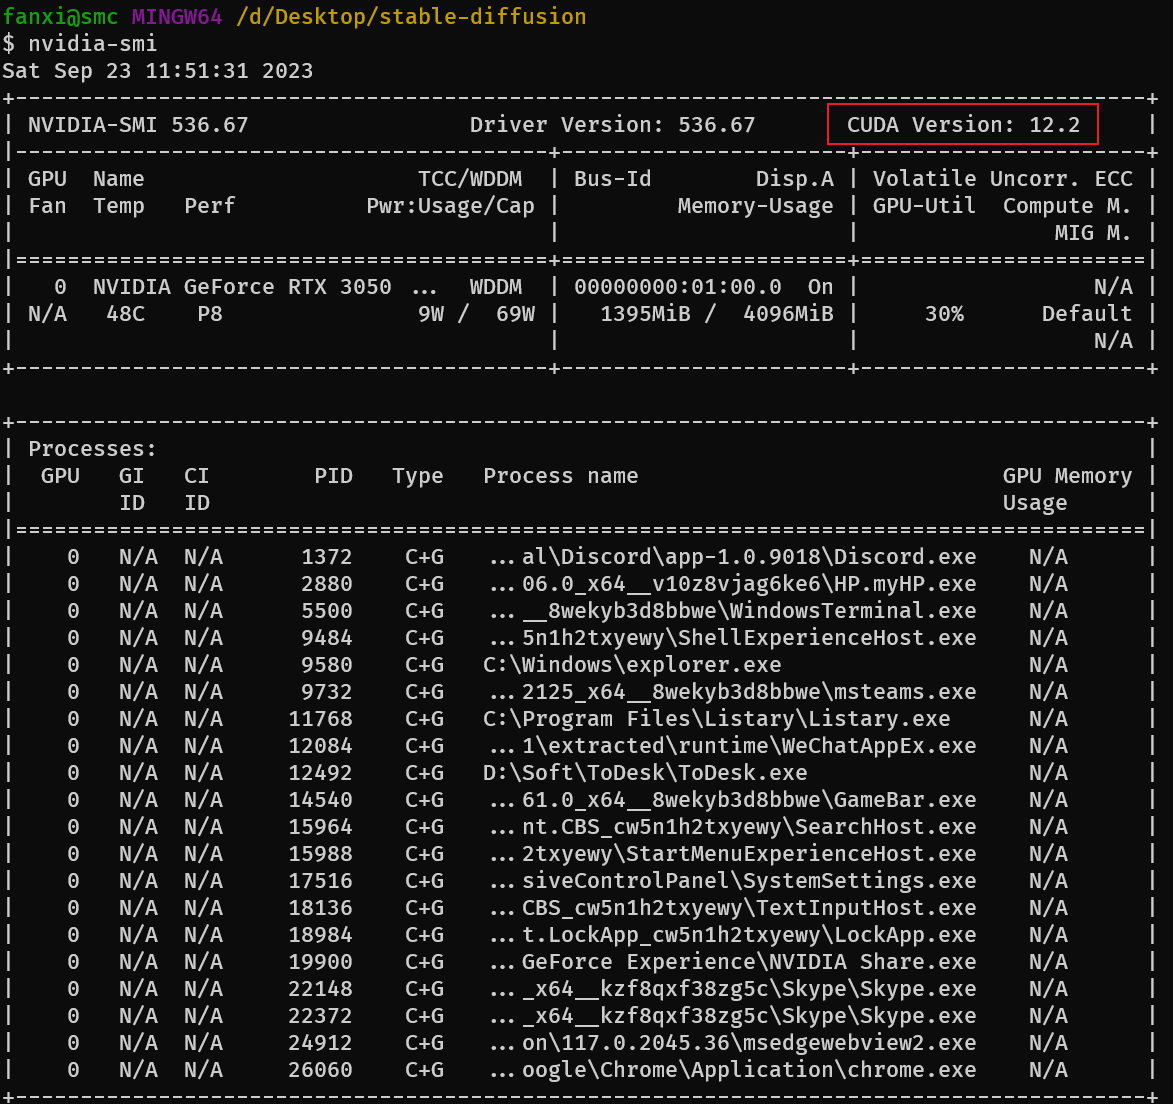 fanxi@smc MINGW64 /d/Desktop/stable-diffusion
$ nvidia-smi
Sat Sep 23 11:51:31 2023
+---------------------------------------------------------------------------------------+
| NVIDIA-SMI 536.67                 Driver Version: 536.67       CUDA Version: 12.2     |
|-----------------------------------------+----------------------+----------------------+
| GPU  Name                     TCC/WDDM  | Bus-Id        Disp.A | Volatile Uncorr. ECC |
| Fan  Temp   Perf          Pwr:Usage/Cap |         Memory-Usage | GPU-Util  Compute M. |
|                                         |                      |               MIG M. |
|=========================================+======================+======================|
|   0  NVIDIA GeForce RTX 3050 ...  WDDM  | 00000000:01:00.0  On |                  N/A |
| N/A   48C    P8               9W /  69W |   1395MiB /  4096MiB |     30%      Default |
|                                         |                      |                  N/A |
+-----------------------------------------+----------------------+----------------------+
+---------------------------------------------------------------------------------------+
| Processes:                                                                            |
|  GPU   GI   CI        PID   Type   Process name                            GPU Memory |
|        ID   ID                                                             Usage      |
|=======================================================================================|
|    0   N/A  N/A      1372    C+G   ...al\Discord\app-1.0.9018\Discord.exe    N/A      |
|    0   N/A  N/A      2880    C+G   ...06.0_x64__v10z8vjag6ke6\HP.myHP.exe    N/A      |
|    0   N/A  N/A      5500    C+G   ...__8wekyb3d8bbwe\WindowsTerminal.exe    N/A      |
|    0   N/A  N/A      9484    C+G   ...5n1h2txyewy\ShellExperienceHost.exe    N/A      |
|    0   N/A  N/A      9580    C+G   C:\Windows\explorer.exe                   N/A      |
|    0   N/A  N/A      9732    C+G   ...2125_x64__8wekyb3d8bbwe\msteams.exe    N/A      |
|    0   N/A  N/A     11768    C+G   C:\Program Files\Listary\Listary.exe      N/A      |
|    0   N/A  N/A     12084    C+G   ...1\extracted\runtime\WeChatAppEx.exe    N/A      |
|    0   N/A  N/A     12492    C+G   D:\Soft\ToDesk\ToDesk.exe                 N/A      |
|    0   N/A  N/A     14540    C+G   ...61.0_x64__8wekyb3d8bbwe\GameBar.exe    N/A      |
|    0   N/A  N/A     15964    C+G   ...nt.CBS_cw5n1h2txyewy\SearchHost.exe    N/A      |
|    0   N/A  N/A     15988    C+G   ...2txyewy\StartMenuExperienceHost.exe    N/A      |
|    0   N/A  N/A     17516    C+G   ...siveControlPanel\SystemSettings.exe    N/A      |
|    0   N/A  N/A     18136    C+G   ...CBS_cw5n1h2txyewy\TextInputHost.exe    N/A      |
|    0   N/A  N/A     18984    C+G   ...t.LockApp_cw5n1h2txyewy\LockApp.exe    N/A      |
|    0   N/A  N/A     19900    C+G   ...GeForce Experience\NVIDIA Share.exe    N/A      |
|    0   N/A  N/A     22148    C+G   ..._x64__kzf8qxf38zg5c\Skype\Skype.exe    N/A      |
|    0   N/A  N/A     22372    C+G   ..._x64__kzf8qxf38zg5c\Skype\Skype.exe    N/A      |
|    0   N/A  N/A     24912    C+G   ...on\117.0.2045.36\msedgewebview2.exe    N/A      |
|    0   N/A  N/A     26060    C+G   ...oogle\Chrome\Application\chrome.exe    N/A      |
+---------------------------------------------------------------------------------------+